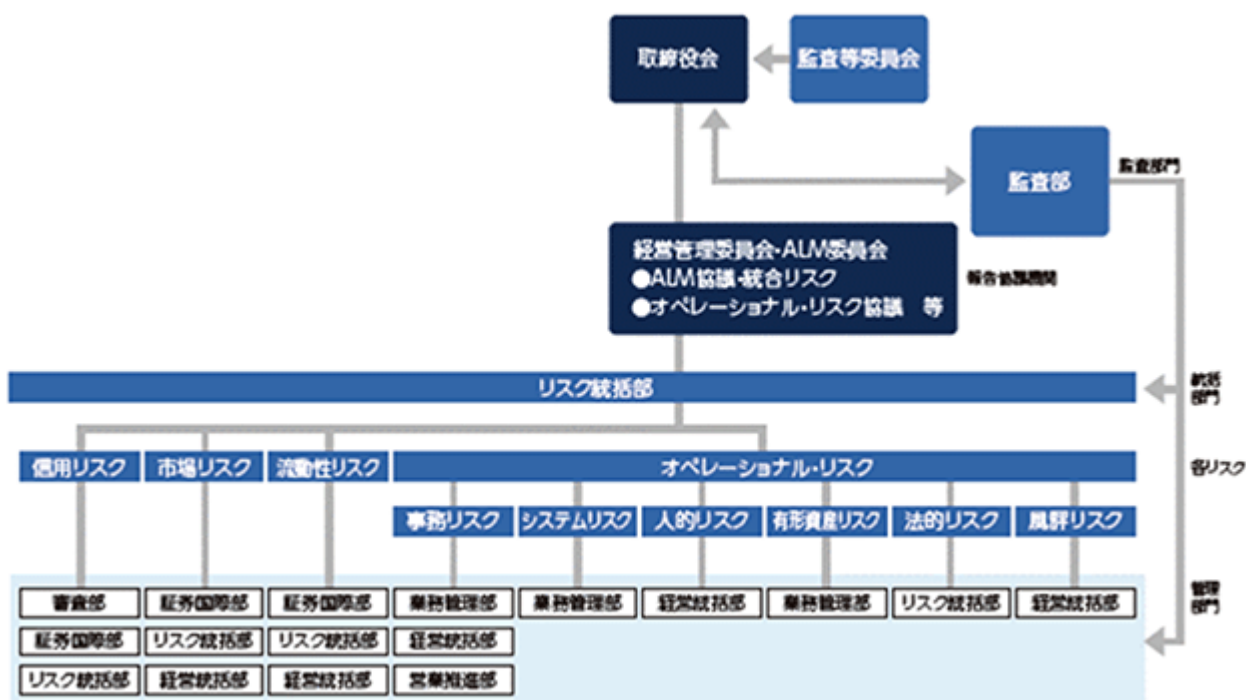 取締役会
監査等委員会
監査部
監査部門
経営管理委員会・ALM委員会
●ALM協議・統合リスク
●オペレーショナル・リスク協議　等
報告協議機関
リスク統括部
統括
部門
信用リスク
市場リスク
流動性リスク
オペレーショナル・リスク
各リスク
事務リスク
システムリスク
人的リスク
有形資産リスク
法的リスク
風評リスク
審査部
証券国際部
証券国際部
業務管理部
業務管理部
経営統括部
業務管理部
リスク統括部
経営統括部
管理
部門
証券国際部
リスク統括部
リスク統括部
経営統括部
リスク統括部
経営統括部
経営統括部
営業推進部